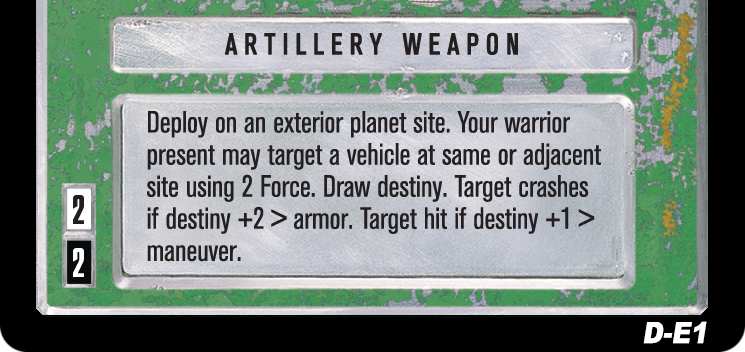 ARTILLERY WEAPON
Deploy on an exterior planet site. Your warrior
present may target a vehicle at same or adjacent
site using 2 Force. Draw destiny. Target crashes
if destiny +2 > armor. Target hit if destiny +1 >
maneuver.
2
2
D-E1